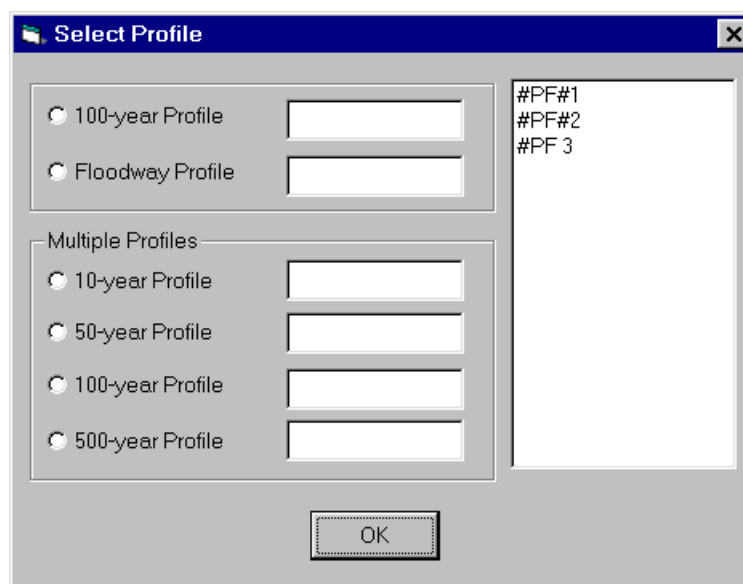 Select Profile
100-year Profile
Floodway Profile
Multiple Profiles
10-year Profile
50-year Profile
100-year Profile
500-year Profile
#PF#1
#PF#2
#PF 3
OK